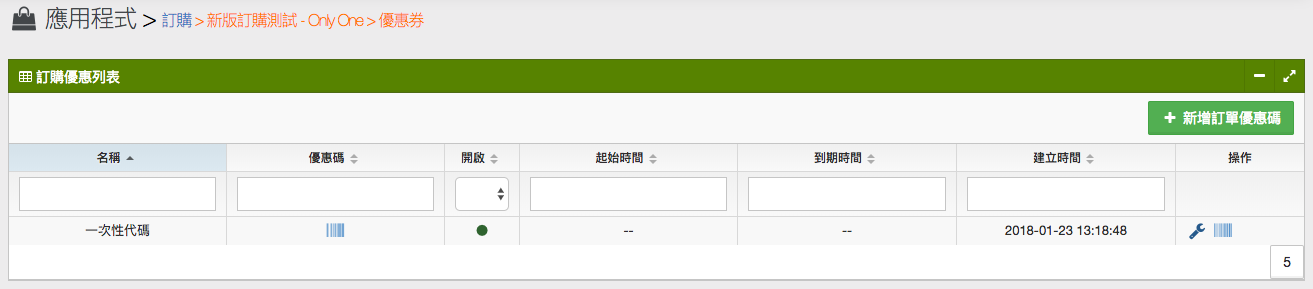 應用程式 > 訂購 > 新版訂購測試 - Only One > 優惠券
訂購優惠列表
新增訂單優惠碼
名稱 優惠碼 開啟 起始時間 到期時間 建立時間 操作
一次性代碼 -- -- 2018-01-23 13:18:48
5